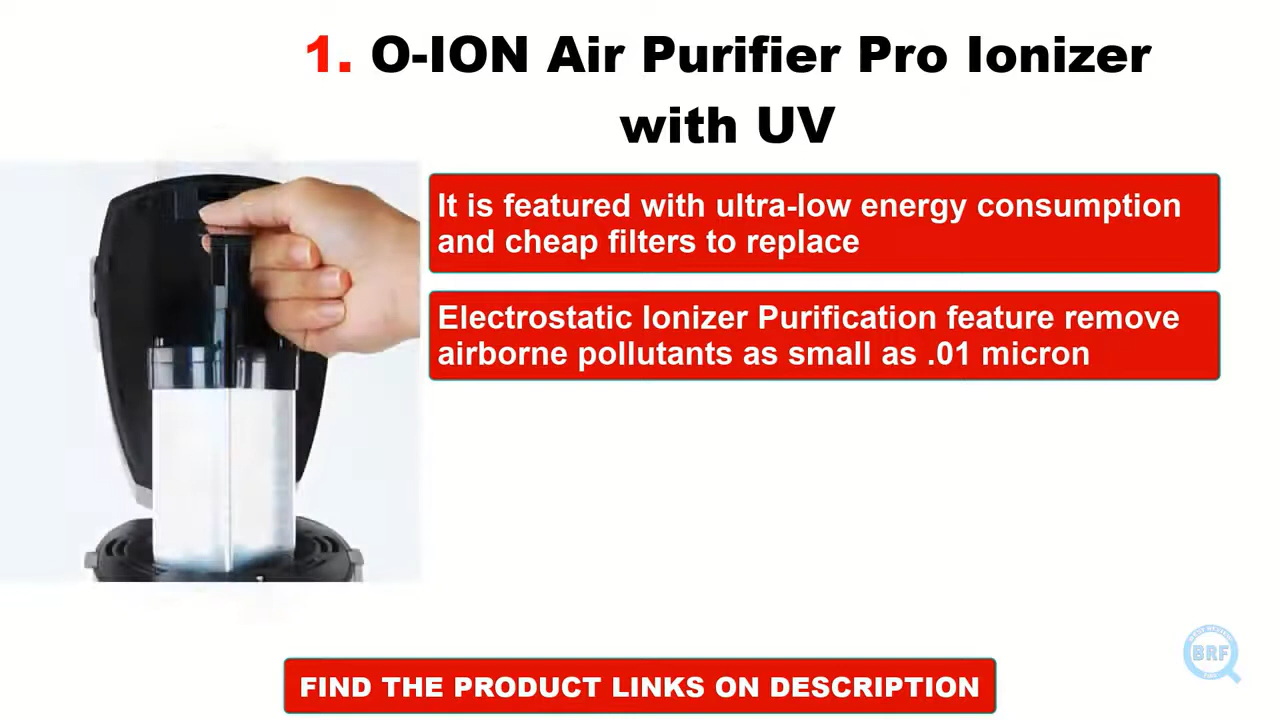 1. O-ION Air Purifier Pro Ionizer
with UV
It is featured with ultra-low energy consumption
and cheap filters to replace
Electrostatic Ionizer Purification feature remove
airborne pollutants as small as .01 micron
BRF
FIND THE PRODUCT LINKS ON DESCRIPTION